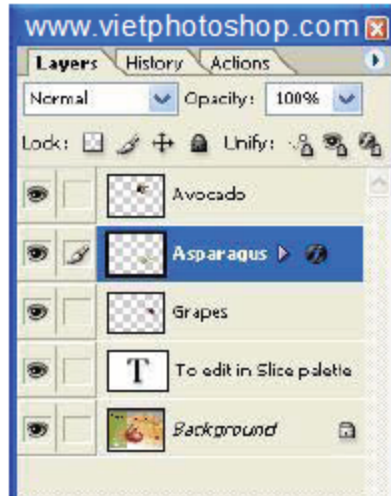 www.vietphotoshop.com
Layers History Actions
Normal Opacity: 100%
Lock: Unify:
Avocado
Asparagus
Grapes
T To edit in Slice palette
Background